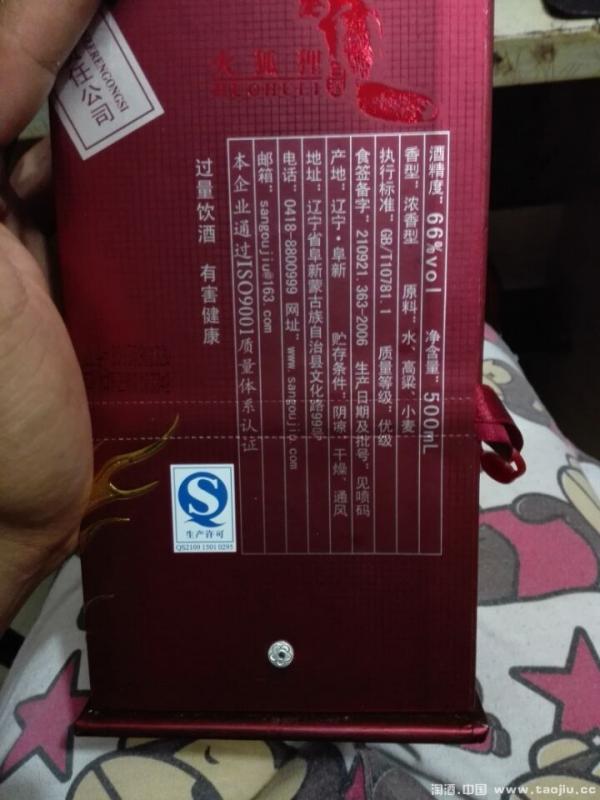 火狐狸
HUOHULI
RENGONGSI
任公司
酒精度：66%vol 净含量：500mL
香型：浓香型 原料：水、高粱、小麦
执行标准：GB/T10781.1 质量等级：优级
食签备字：210921 363-2006 生产日期及批号：见喷码
产地：辽宁·阜新 贮存条件：阴凉、干燥、通风
地址：辽宁省阜新蒙古族自治县文化路99号
电话：0418-8800999 网址：www.sangoujiu.com
邮箱：sangoujiu@163.com
本企业通过ISO9001质量体系认证
过量饮酒 有害健康
生产许可
QS2109 1501 0295
淘酒.中国 www.taojiu.cc